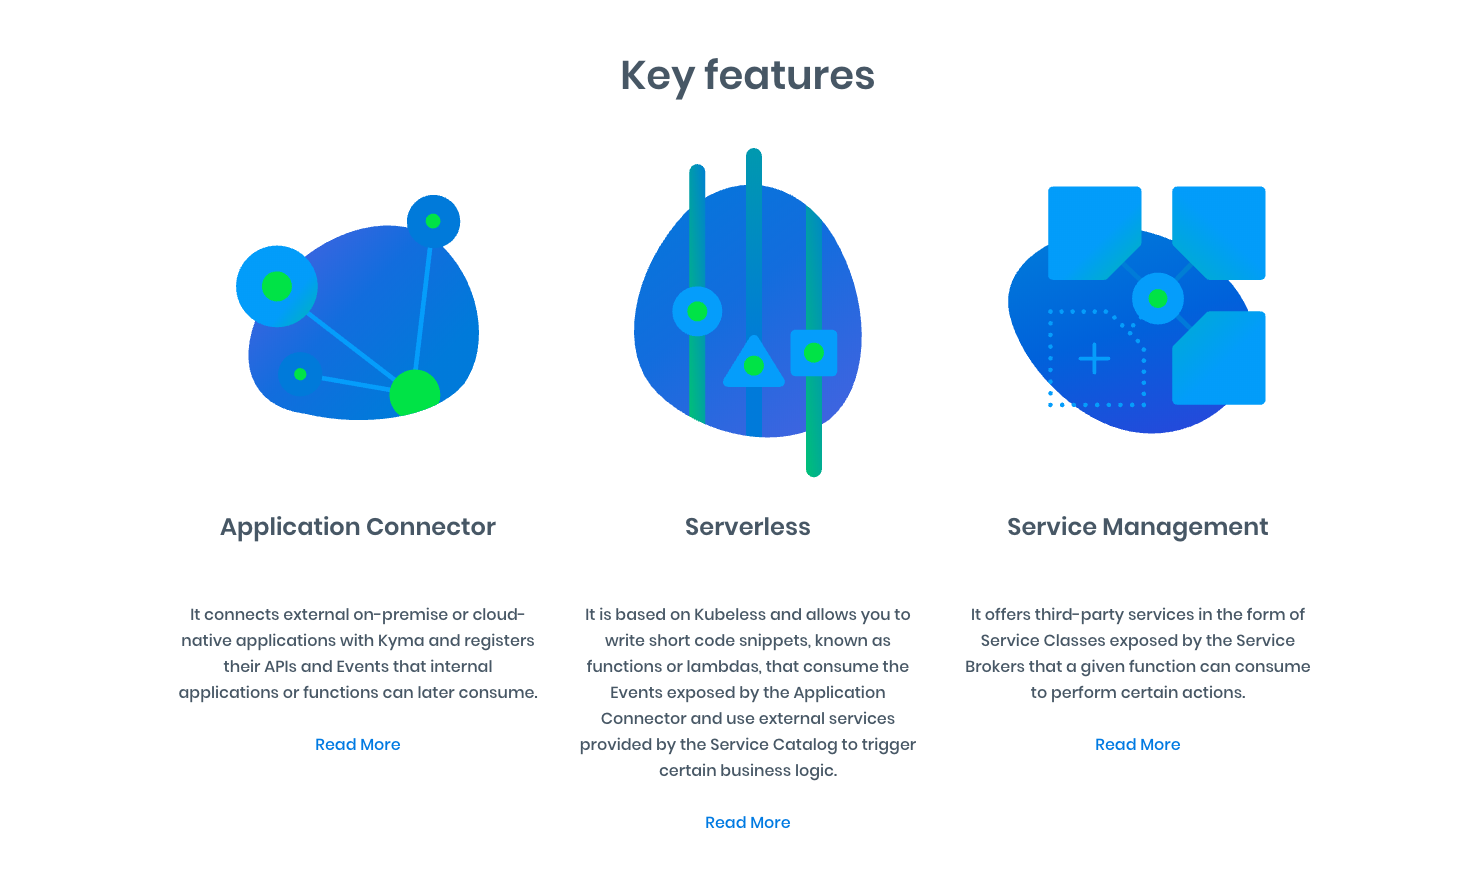 Key features
Application Connector
It connects external on-premise or cloud-
native applications with Kyma and registers
their APIs and Events that internal
applications or functions can later consume.
Read More
Serverless
It is based on Kubeless and allows you to
write short code snippets, known as
functions or lambdas, that consume the
Events exposed by the Application
Connector and use external services
provided by the Service Catalog to trigger
certain business logic.
Read More
Service Management
It offers third-party services in the form of
Service Classes exposed by the Service
Brokers that a given function can consume
to perform certain actions.
Read More